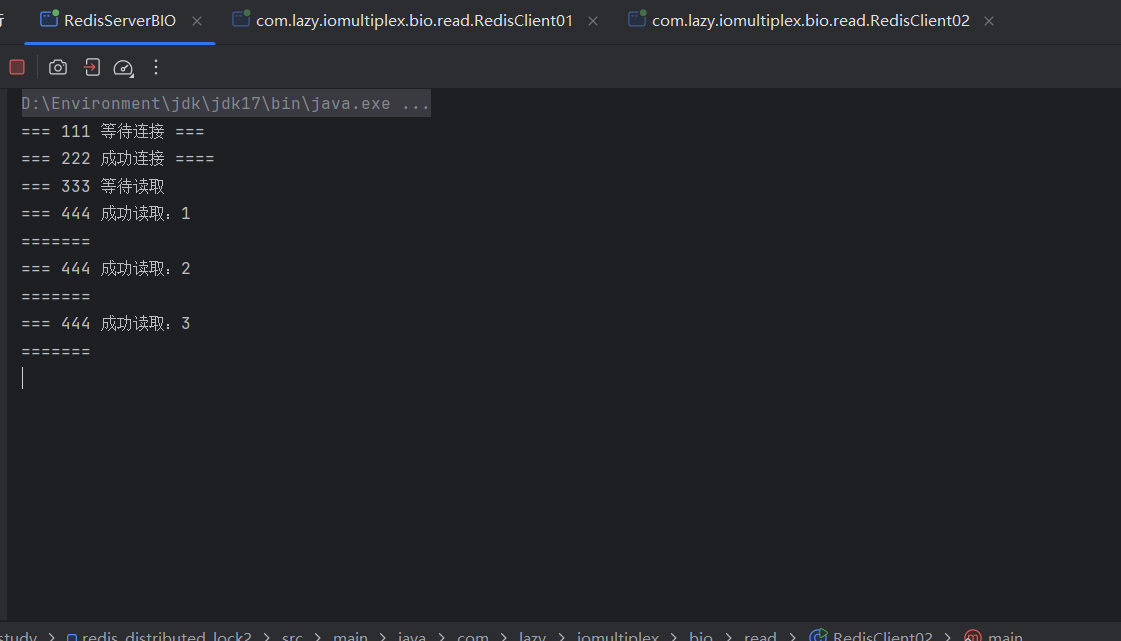 RedisServerBIO
com.lazy.iomultiplex.bio.read.RedisClient01
com.lazy.iomultiplex.bio.read.RedisClient02
D:\Environment\jdk\jdk17\bin\java.exe ...
=== 111 等待连接 ===
=== 222 成功连接 ====
=== 333 等待读取
=== 444 成功读取：1
=======
=== 444 成功读取：2
=======
=== 444 成功读取：3
=======
study > redis_distributed_lock2 > src > main > java > com > lazy > iomultiplex > bio > read > RedisClient02 > main